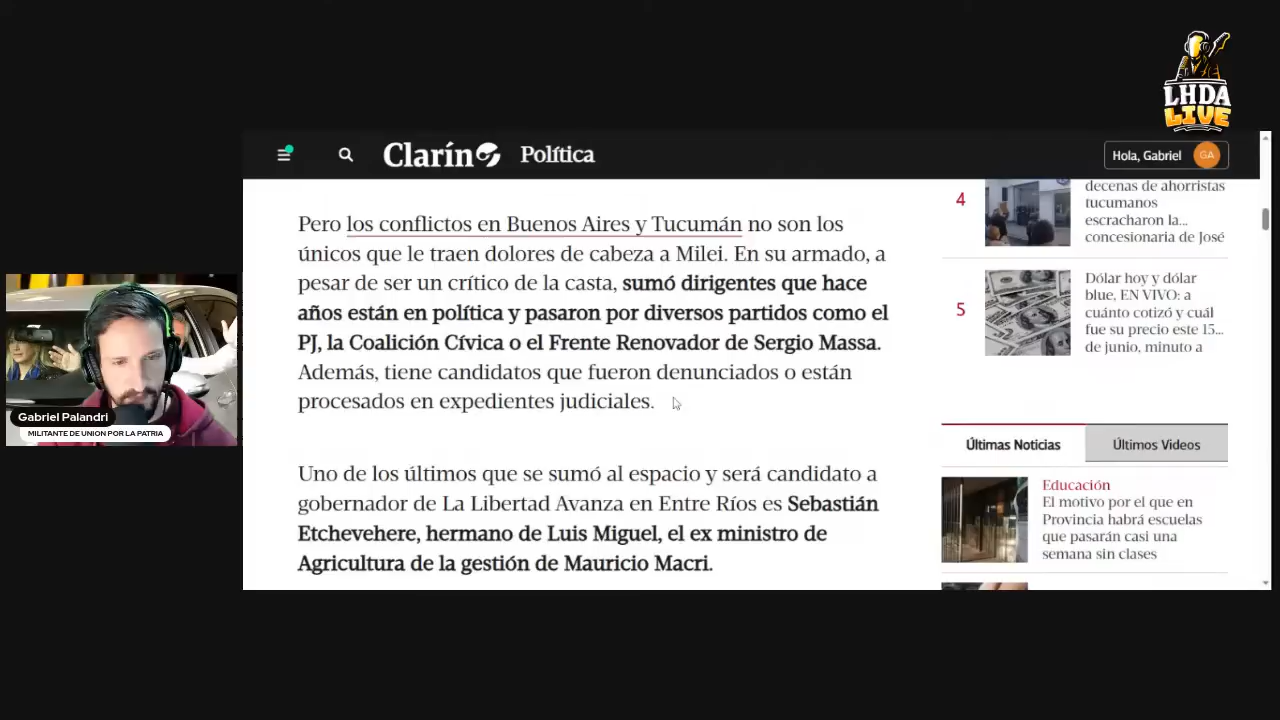 LHDA
LIVE
Clarín
Política
Hola, Gabriel
GA
Pero los conflictos en Buenos Aires y Tucumán no son los
únicos que le traen dolores de cabeza a Milei. En su armado, a
pesar de ser un crítico de la casta, sumó dirigentes que hace
años están en política y pasaron por diversos partidos como el
PJ, la Coalición Cívica o el Frente Renovador de Sergio Massa.
Además, tiene candidatos que fueron denunciados o están
procesados en expedientes judiciales.
Uno de los últimos que se sumó al espacio y será candidato a
gobernador de La Libertad Avanza en Entre Ríos es Sebastián
Etchevehere, hermano de Luis Miguel, el ex ministro de
Agricultura de la gestión de Mauricio Macri.
4
decenas de ahorristas
tucumanos
escracharon la...
concesionaria de José
5
Dólar hoy y dólar
blue, EN VIVO: a
cuánto cotizó y cuál
fue su precio este 15...
de junio, minuto a
Últimas Noticias
Últimos Videos
Educación
El motivo por el que en
Provincia habrá escuelas
que pasarán casi una
semana sin clases
Gabriel Palandri
MILITANTE DE UNION POR LA PATRIA